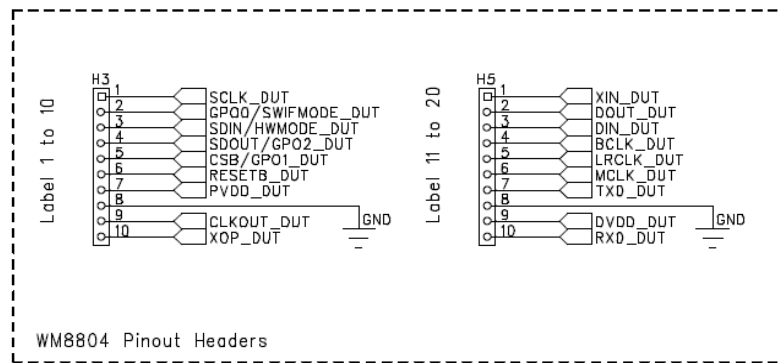 H3
Label 1 to 10
1 SCLK_DUT
2 GPO0/SWIFMODE_DUT
3 SDIN/HWMODE_DUT
4 SDOUT/GPO2_DUT
5 CSB/GPO1_DUT
6 RESETB_DUT
7 PVDD_DUT
8 GND
9 CLKOUT_DUT
10 XOP_DUT
H5
Label 11 to 20
1 XIN_DUT
2 DOUT_DUT
3 DIN_DUT
4 BCLK_DUT
5 LRCLK_DUT
6 MCLK_DUT
7 TX0_DUT
8 GND
9 DVDD_DUT
10 RX0_DUT
WM8804 Pinout Headers